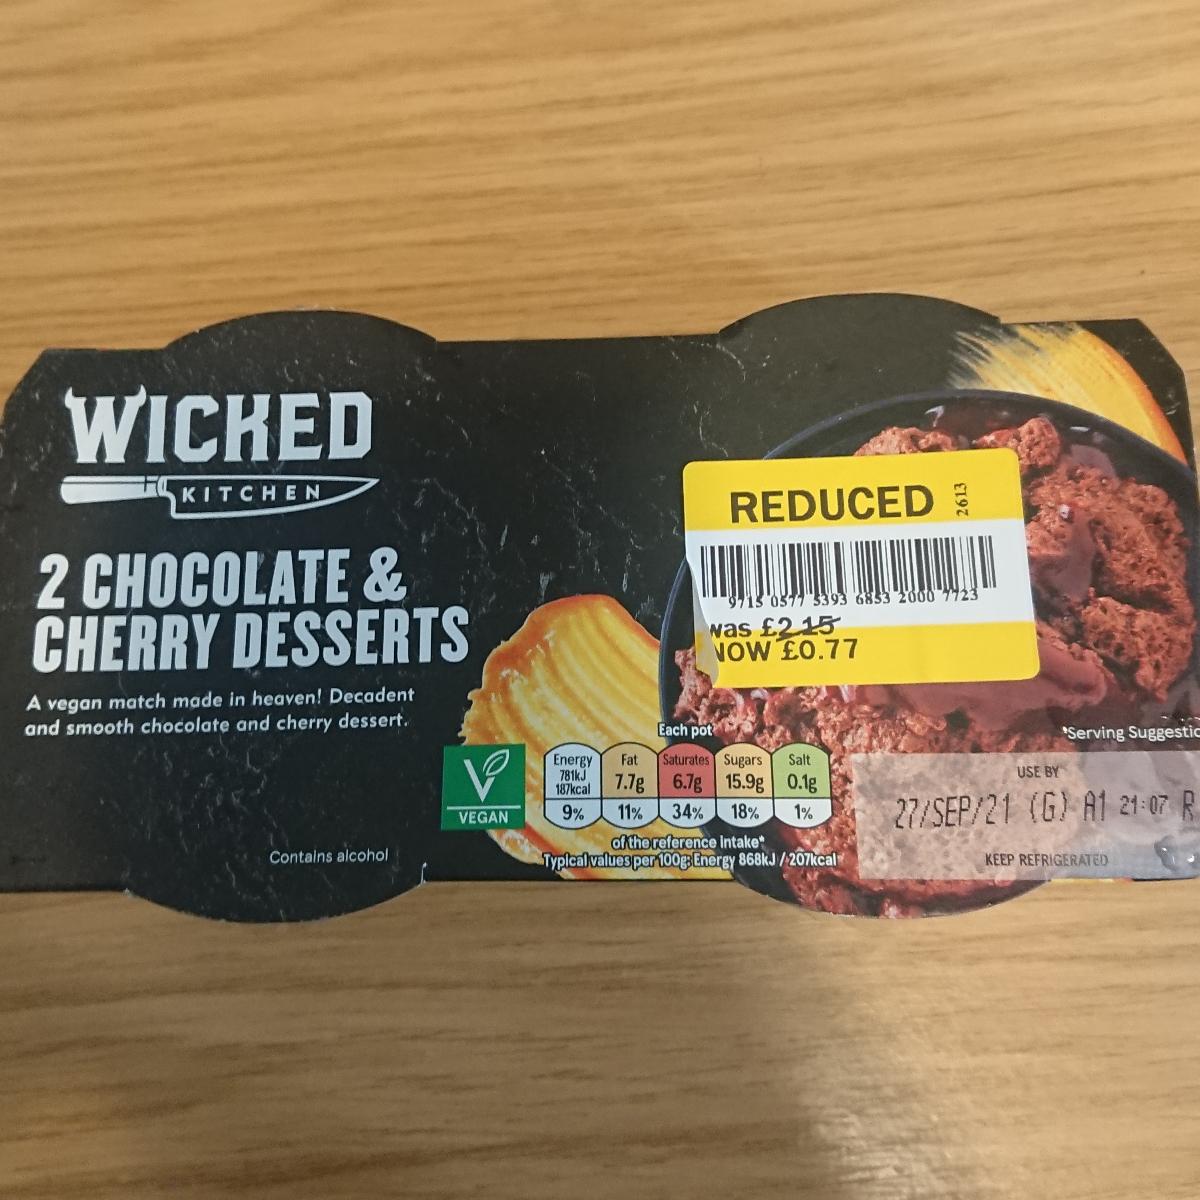 WICKED
KITCHEN
2 CHOCOLATE &
CHERRY DESSERTS
A vegan match made in heaven! Decadent
and smooth chocolate and cherry dessert.
Contains alcohol
V
VEGAN
REDUCED
2613
9715 0577 5393 6853 2000 7723
was £2.15
NOW £0.77
Each pot
Energy 781kJ 187kcal 9%
Fat 7.7g 11%
Saturates 6.7g 34%
Sugars 15.9g 18%
Salt 0.1g 1%
of the reference intake*
Typical values per 100g: Energy 868kJ / 207kcal
*Serving Suggestio
USE BY
27/SEP/21 (G) A1 21:07 R
KEEP REFRIGERATED